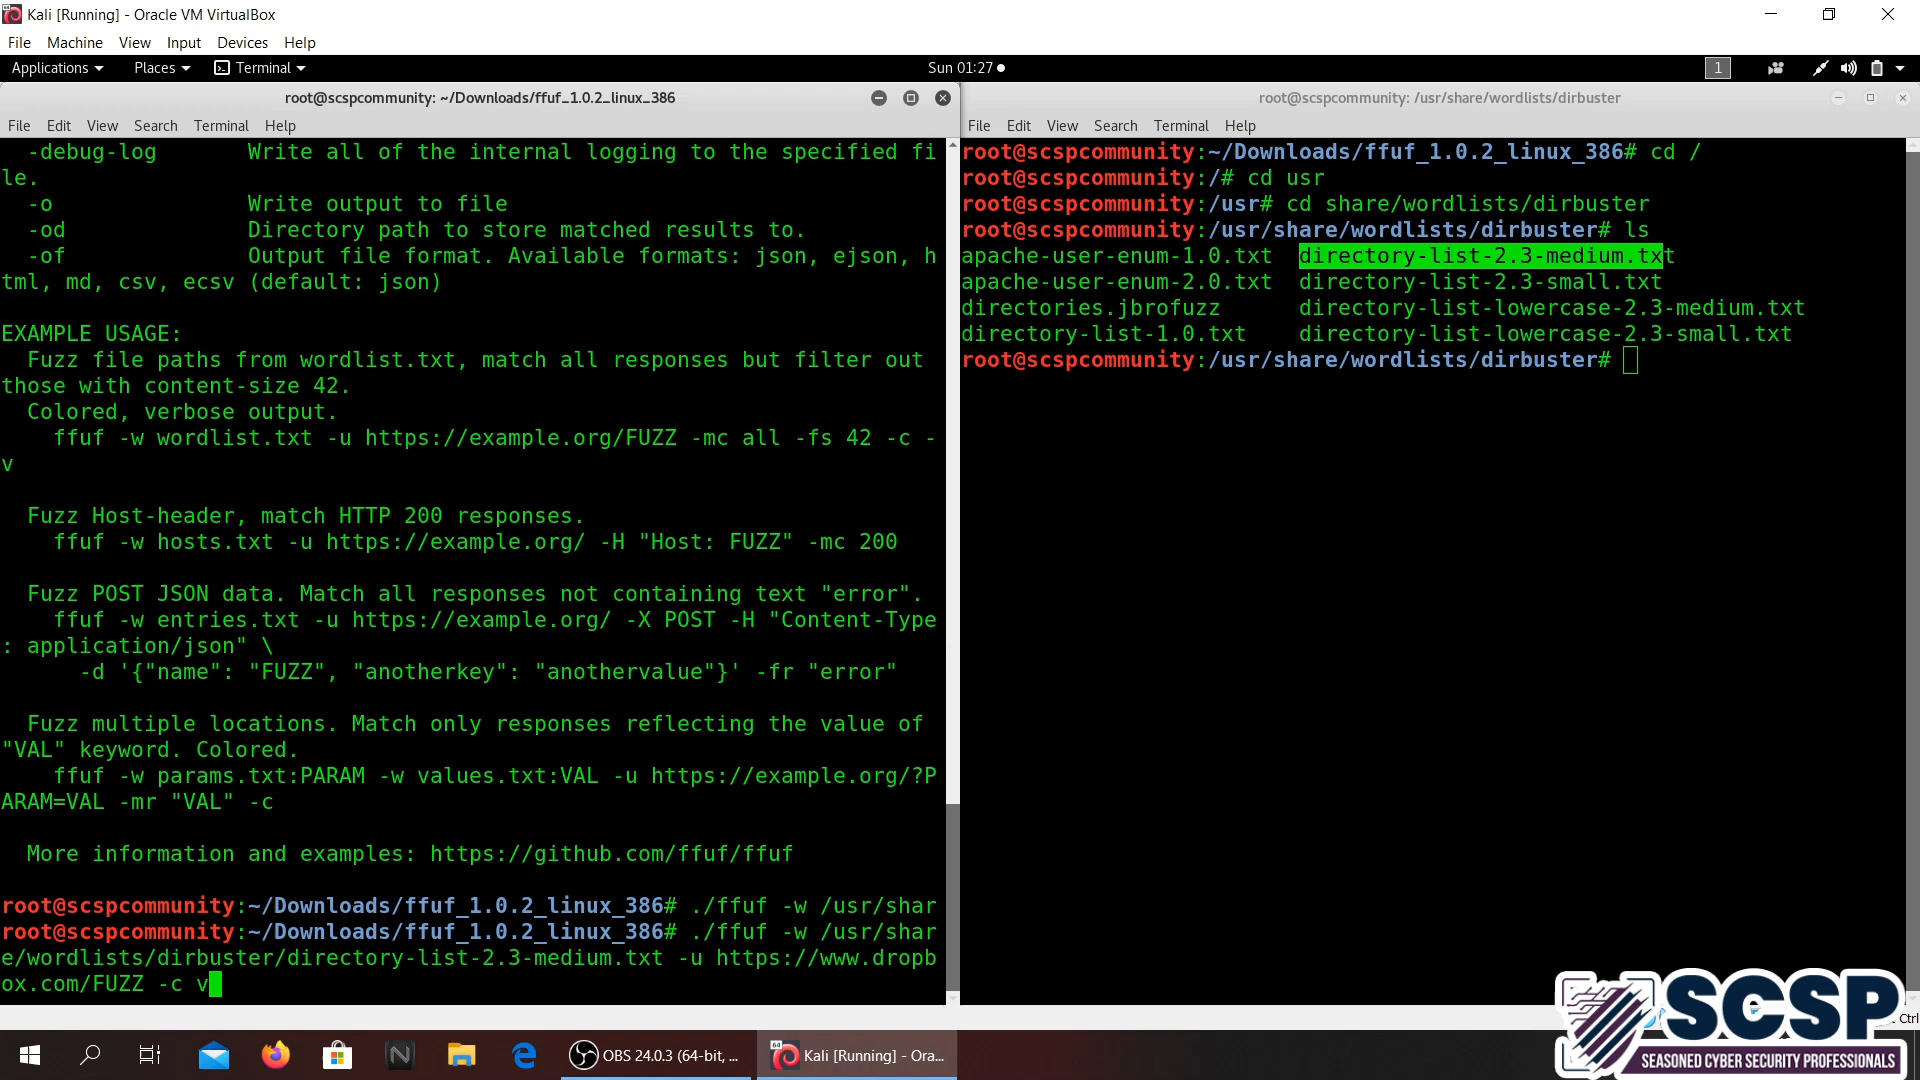 Kali [Running] - Oracle VM VirtualBox
File Machine View Input Devices Help
Applications Places Terminal Sun 01:27 1
root@scspcommunity: ~/Downloads/ffuf_1.0.2_linux_386
File Edit View Search Terminal Help
-debug-log Write all of the internal logging to the specified fi
le.
-o Write output to file
-od Directory path to store matched results to.
-of Output file format. Available formats: json, ejson, h
tml, md, csv, ecsv (default: json)
EXAMPLE USAGE:
Fuzz file paths from wordlist.txt, match all responses but filter out
those with content-size 42.
Colored, verbose output.
ffuf -w wordlist.txt -u https://example.org/FUZZ -mc all -fs 42 -c -
v
Fuzz Host-header, match HTTP 200 responses.
ffuf -w hosts.txt -u https://example.org/ -H "Host: FUZZ" -mc 200
Fuzz POST JSON data. Match all responses not containing text "error".
ffuf -w entries.txt -u https://example.org/ -X POST -H "Content-Type
: application/json" \
-d '{"name": "FUZZ", "anotherkey": "anothervalue"}' -fr "error"
Fuzz multiple locations. Match only responses reflecting the value of
"VAL" keyword. Colored.
ffuf -w params.txt:PARAM -w values.txt:VAL -u https://example.org/?P
ARAM=VAL -mr "VAL" -c
More information and examples: https://github.com/ffuf/ffuf
root@scspcommunity:~/Downloads/ffuf_1.0.2_linux_386# ./ffuf -w /usr/shar
root@scspcommunity:~/Downloads/ffuf_1.0.2_linux_386# ./ffuf -w /usr/shar
e/wordlists/dirbuster/directory-list-2.3-medium.txt -u https://www.dropb
ox.com/FUZZ -c v
root@scspcommunity: /usr/share/wordlists/dirbuster
File Edit View Search Terminal Help
root@scspcommunity:~/Downloads/ffuf_1.0.2_linux_386# cd /
root@scspcommunity:/# cd usr
root@scspcommunity:/usr# cd share/wordlists/dirbuster
root@scspcommunity:/usr/share/wordlists/dirbuster# ls
apache-user-enum-1.0.txt directory-list-2.3-medium.txt
apache-user-enum-2.0.txt directory-list-2.3-small.txt
directories.jbrofuzz directory-list-lowercase-2.3-medium.txt
directory-list-1.0.txt directory-list-lowercase-2.3-small.txt
root@scspcommunity:/usr/share/wordlists/dirbuster#
Ctrl
SCSP
SEASONED CYBER SECURITY PROFESSIONALS
OBS 24.0.3 (64-bit, ...
64
Kali [Running] - Ora...